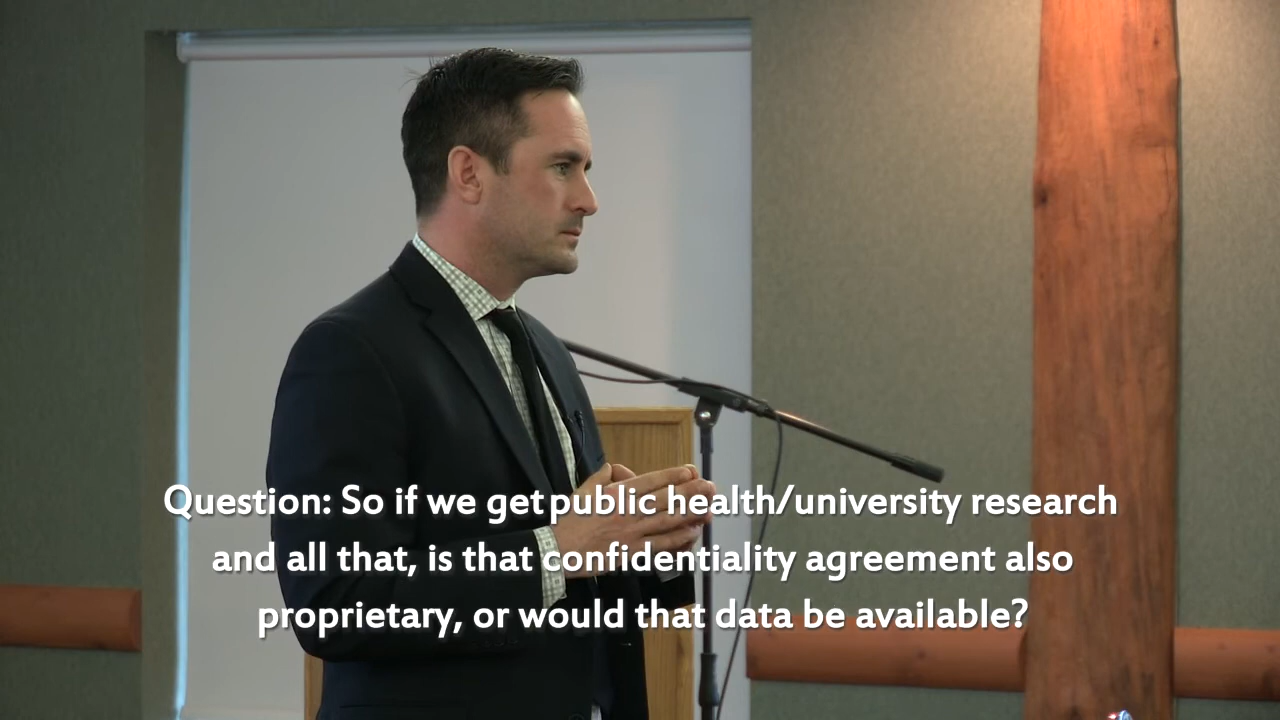 Question: So if we get public health/university research
and all that, is that confidentiality agreement also
proprietary, or would that data be available?